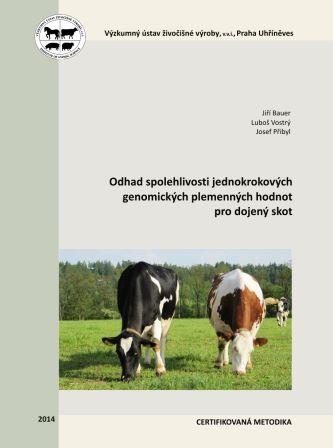 Výzkumný ústav živočišné výroby, v.v.i., Praha Uhříněves
Jiří Bauer
Luboš Vostrý
Josef Přibyl
Odhad spolehlivosti jednokrokových
genomických plemenných hodnot
pro dojený skot
2014
CERTIFIKOVANÁ METODIKA